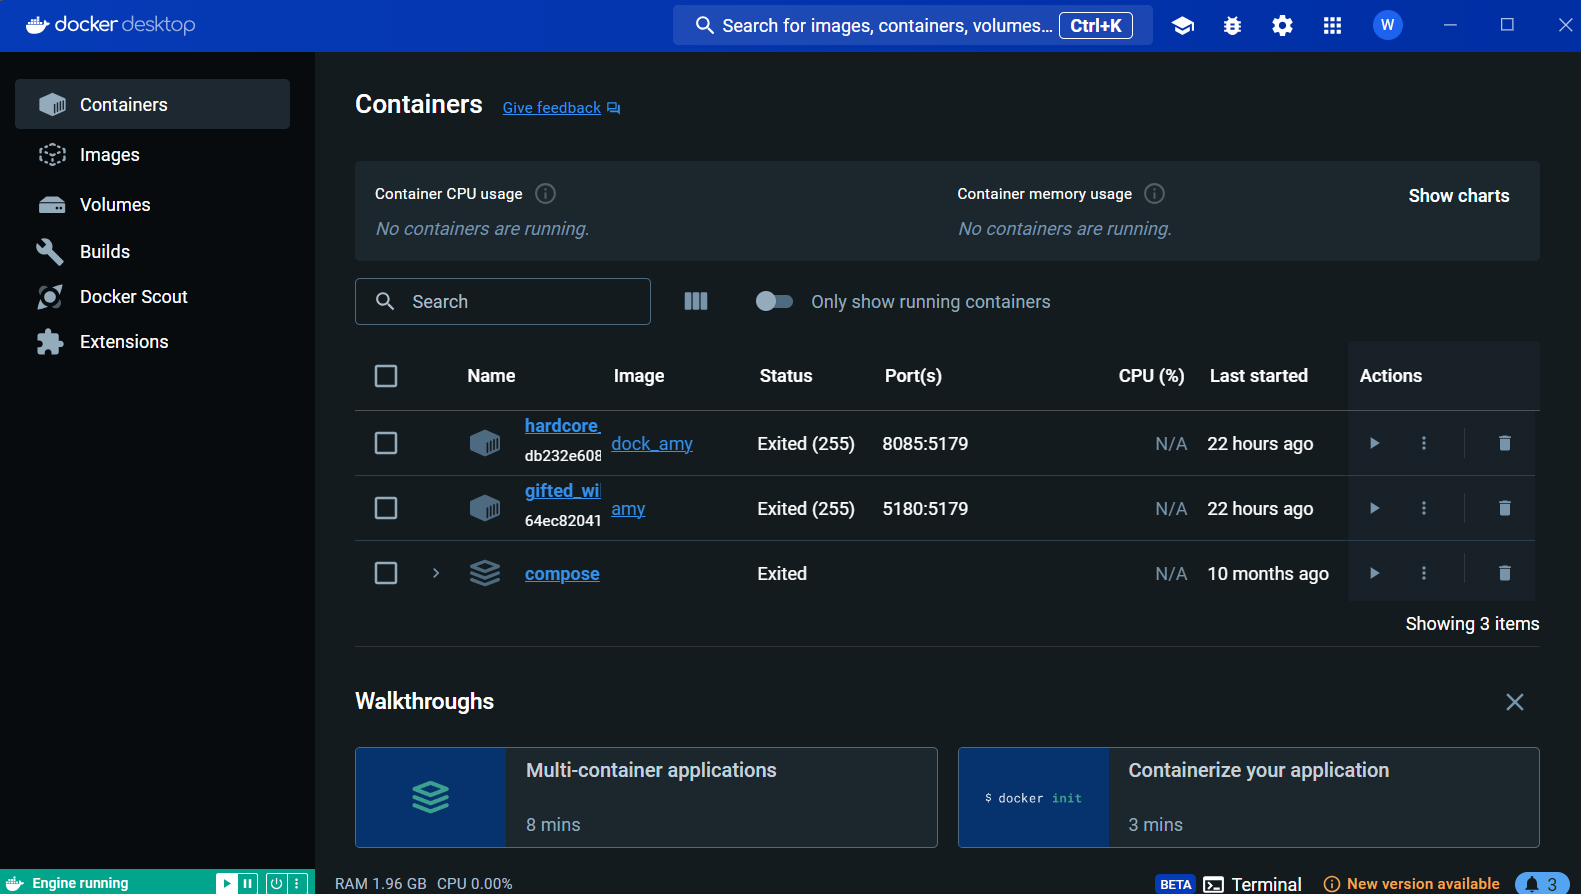 docker desktop
Search for images, containers, volumes... Ctrl+K
W
Containers
Images
Volumes
Builds
Docker Scout
Extensions
Containers Give feedback
Container CPU usage
No containers are running.
Container memory usage
No containers are running.
Show charts
Search
Only show running containers
Name Image Status Port(s) CPU (%) Last started Actions
hardcore_
db232e608
dock_amy Exited (255) 8085:5179 N/A 22 hours ago
gifted_wil
64ec82041
amy Exited (255) 5180:5179 N/A 22 hours ago
compose Exited N/A 10 months ago
Showing 3 items
Walkthroughs
Multi-container applications
8 mins
$ docker init
Containerize your application
3 mins
Engine running
RAM 1.96 GB CPU 0.00%
BETA Terminal
New version available
3